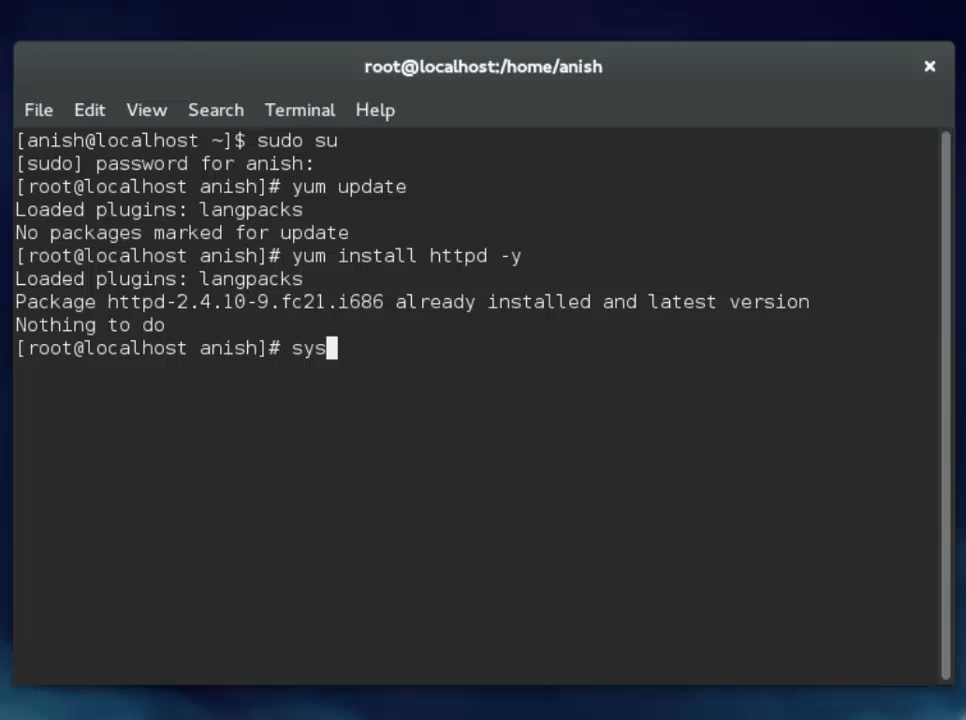 root@localhost:/home/anish ×
File Edit View Search Terminal Help
[anish@localhost ~]$ sudo su
[sudo] password for anish:
[root@localhost anish]# yum update
Loaded plugins: langpacks
No packages marked for update
[root@localhost anish]# yum install httpd -y
Loaded plugins: langpacks
Package httpd-2.4.10-9.fc21.i686 already installed and latest version
Nothing to do
[root@localhost anish]# sys